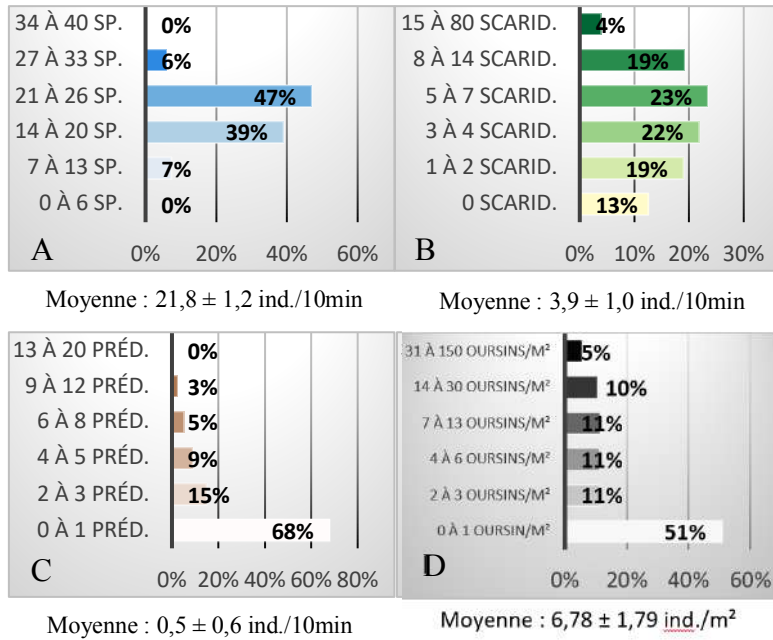 34 À 40 SP. 0%
27 À 33 SP. 6%
21 À 26 SP. 47%
14 À 20 SP. 39%
7 À 13 SP. 7%
0 À 6 SP. 0%
0% 20% 40% 60%
A
Moyenne : 21,8 ± 1,2 ind./10min
15 À 80 SCARID. 4%
8 À 14 SCARID. 19%
5 À 7 SCARID. 23%
3 À 4 SCARID. 22%
1 À 2 SCARID. 19%
0 SCARID. 13%
0% 10% 20% 30%
B
Moyenne : 3,9 ± 1,0 ind./10min
13 À 20 PRÉD. 0%
9 À 12 PRÉD. 3%
6 À 8 PRÉD. 5%
4 À 5 PRÉD. 9%
2 À 3 PRÉD. 15%
0 À 1 PRÉD. 68%
C
0% 20% 40% 60% 80%
Moyenne : 0,5 ± 0,6 ind./10min
31 À 150 OURSINS/M² 5%
14 À 30 OURSINS/M² 10%
7 À 13 OURSINS/M² 11%
4 À 6 OURSINS/M² 11%
2 À 3 OURSINS/M² 11%
0 À 1 OURSIN/M² 51%
D
0% 20% 40% 60%
Moyenne : 6,78 ± 1,79 ind./m²